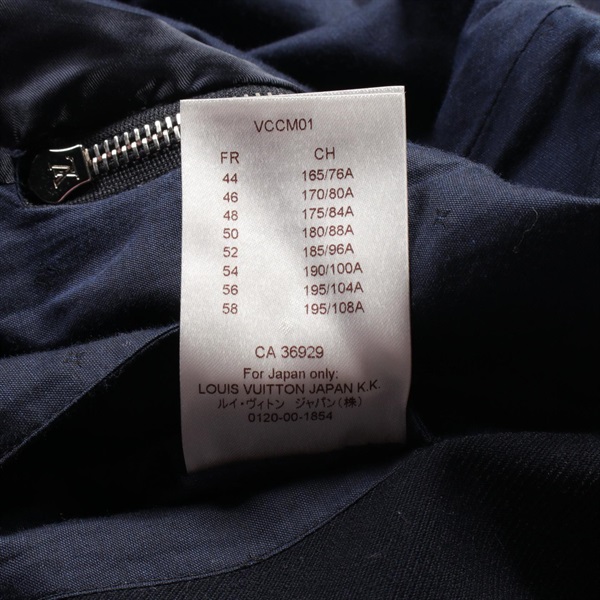 VCCM01
FR CH
44 165/76A
46 170/80A
48 175/84A
50 180/88A
52 185/96A
54 190/100A
56 195/104A
58 195/108A
CA 36929
For Japan only:
LOUIS VUITTON JAPAN K.K.
ルイ・ヴィトン ジャパン(株)
0120-00-1854